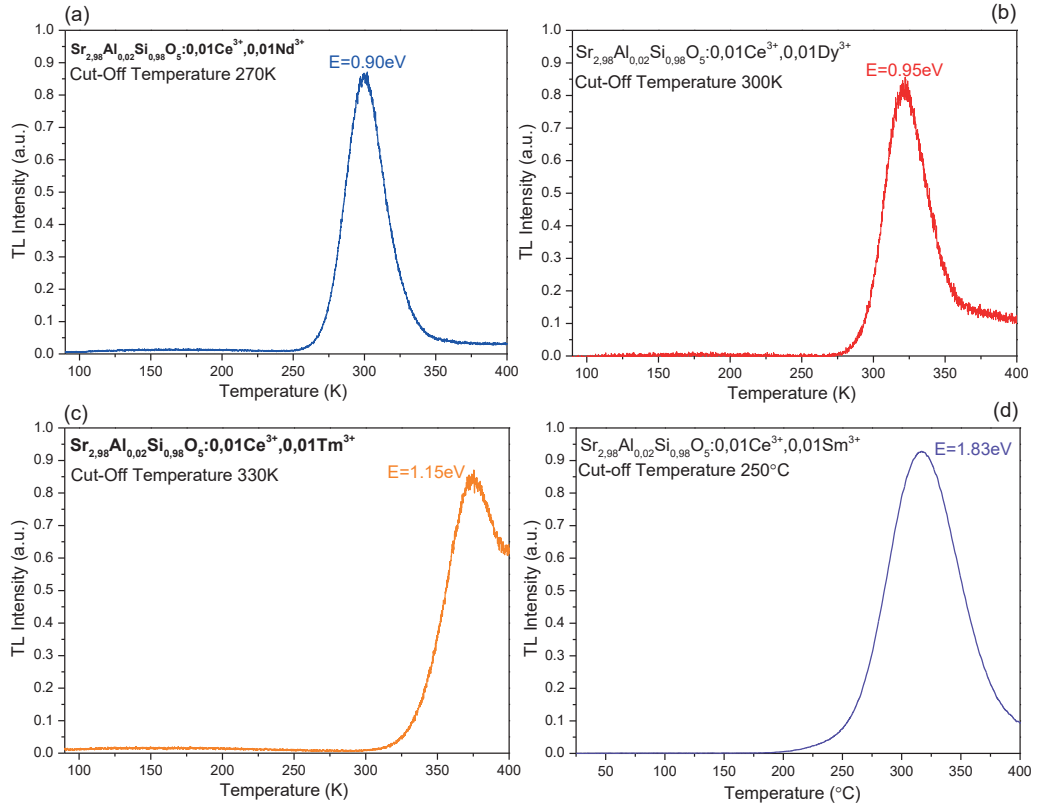 (a)
Sr2,98Al0,02Si0,98O5:0,01Ce3+,0,01Nd3+
Cut-Off Temperature 270K
E=0.90eV
TL Intensity (a.u.)
1.0
0.9
0.8
0.7
0.6
0.5
0.4
0.3
0.2
0.1
0.0
100 150 200 250 300 350 400
Temperature (K)
(b)
Sr2,98Al0,02Si0,98O5:0,01Ce3+,0,01Dy3+
Cut-Off Temperature 300K
E=0.95eV
TL Intensity (a.u.)
1.0
0.9
0.8
0.7
0.6
0.5
0.4
0.3
0.2
0.1
0.0
100 150 200 250 300 350 400
Temperature (K)
(c)
Sr2,98Al0,02Si0,98O5:0,01Ce3+,0,01Tm3+
Cut-Off Temperature 330K
E=1.15eV
TL Intensity (a.u.)
1.0
0.9
0.8
0.7
0.6
0.5
0.4
0.3
0.2
0.1
0.0
100 150 200 250 300 350 400
Temperature (K)
(d)
Sr2,98Al0,02Si0,98O5:0,01Ce3+,0,01Sm3+
Cut-off Temperature 250°C
E=1.83eV
TL Intensity (a.u.)
1.0
0.9
0.8
0.7
0.6
0.5
0.4
0.3
0.2
0.1
0.0
50 100 150 200 250 300 350 400
Temperature (°C)